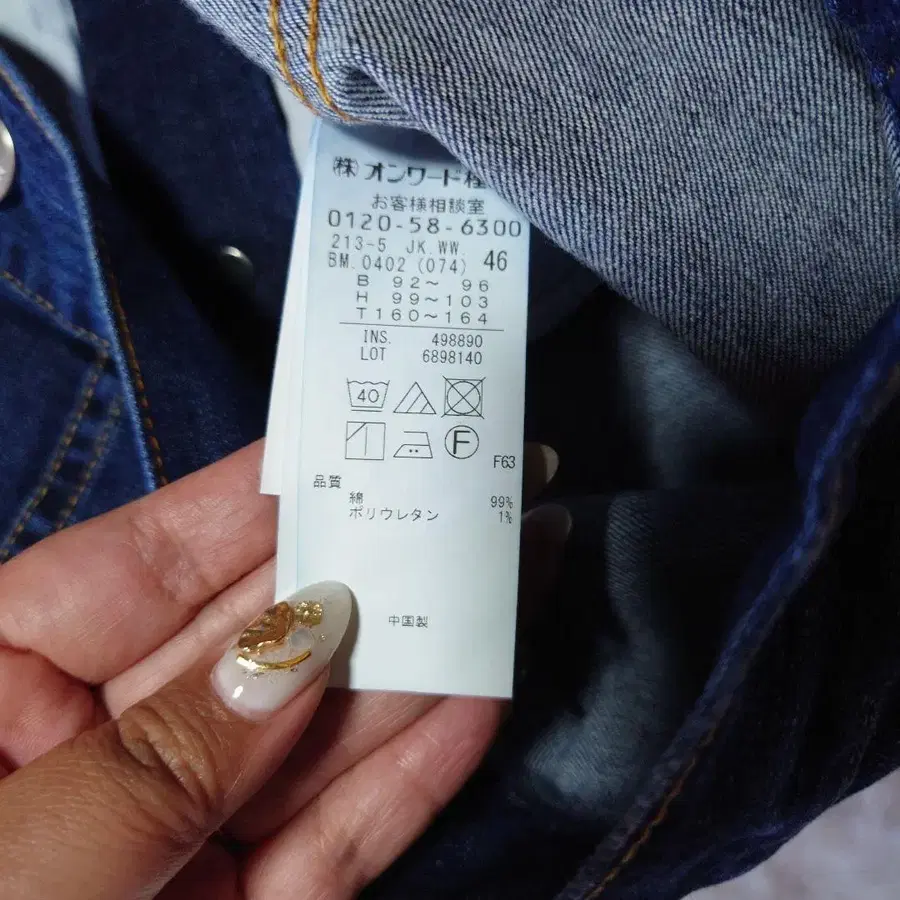 ㈱オンワード樫
お客様相談室
0120-58-6300
213-5 JK.WW. 46
BM.0402 (074)
B 92～ 96
H 99～103
T160～164
INS. 498890
LOT 6898140
40
F
F63
品質
綿 99%
ポリウレタン 1%
中国製